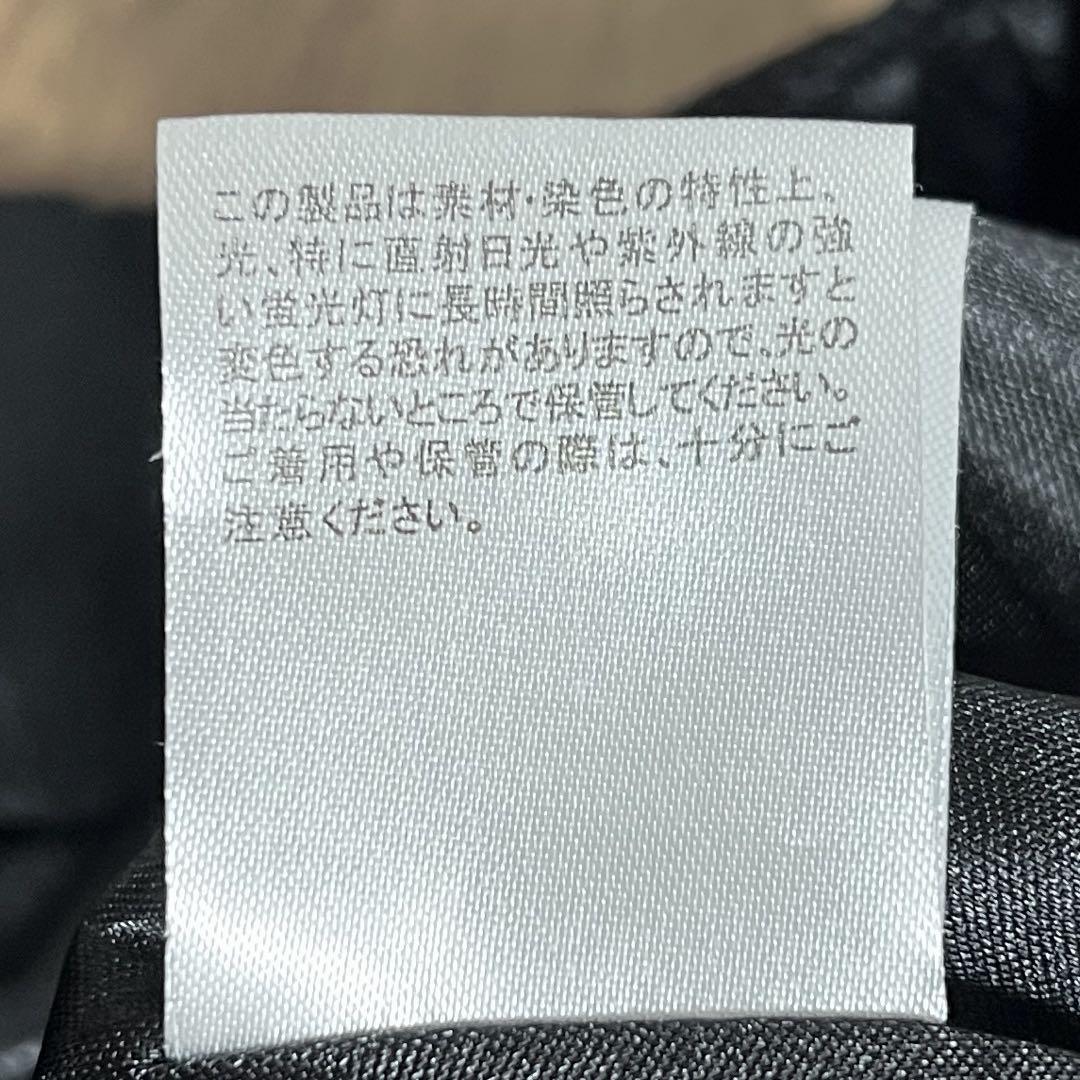 この製品は素材・染色の特性上、
光、特に直射日光や紫外線の強
い蛍光灯に長時間照らされますと
変色する恐れがありますので、光の
当たらないところで保管してください。
ご着用や保管の際は、十分にご
注意ください。